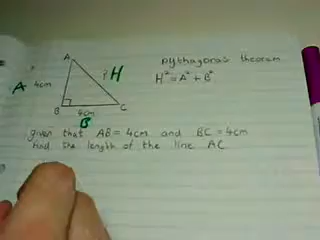 A
Pythagoras theorem
A 4cm ? H
H² = A² + B²
B C
4cm
B
given that AB = 4cm and BC = 4cm
find the length of the line AC